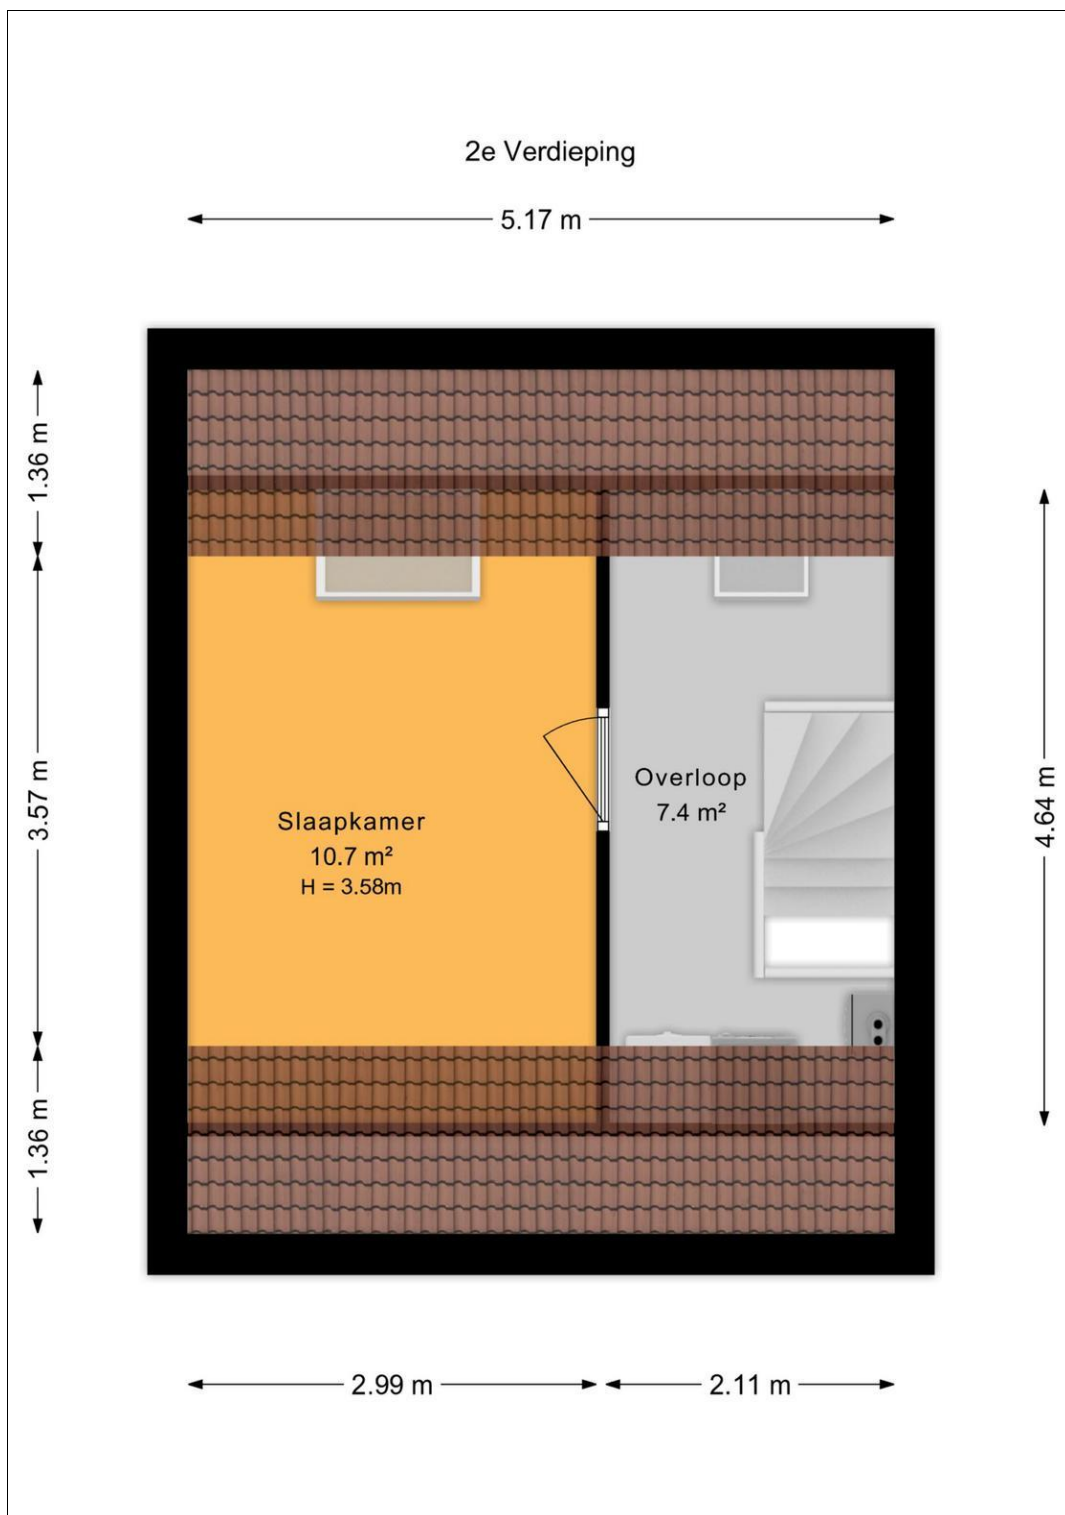 2e Verdieping
5.17 m
1.36 m
3.57 m
1.36 m
4.64 m
Slaapkamer
10.7 m²
H = 3.58m
Overloop
7.4 m²
2.99 m
2.11 m